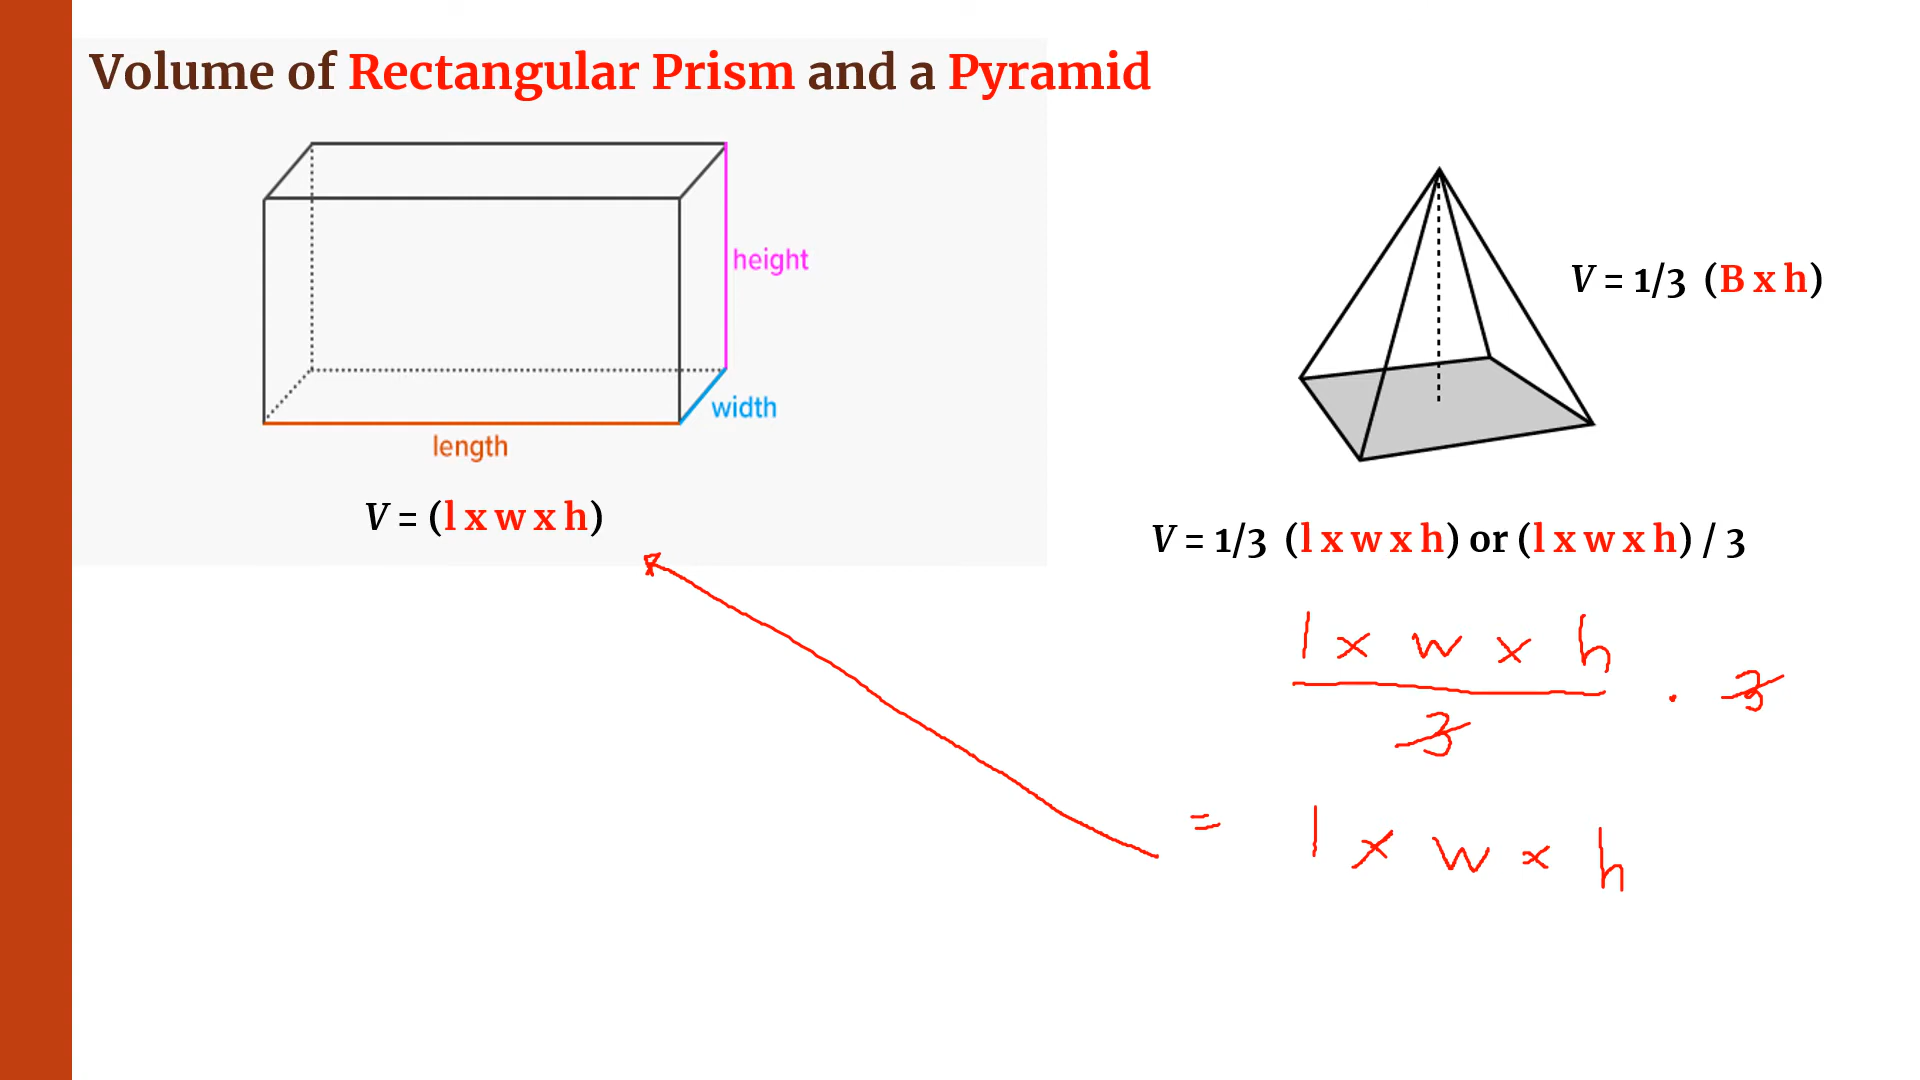 Volume of Rectangular Prism and a Pyramid
height
width
length
V = (l x w x h)
V = 1/3 (B x h)
V = 1/3 (l x w x h) or (l x w x h) / 3
l x w x h
3
. 3
= l x w x h